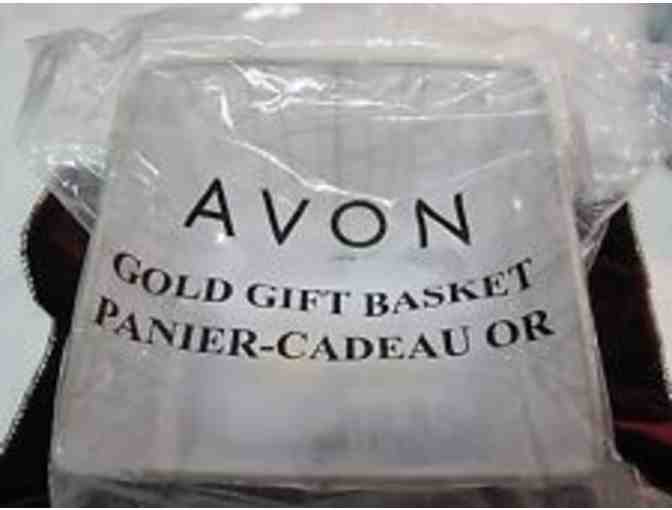 AVON
GOLD GIFT BASKET
PANIER-CADEAU OR